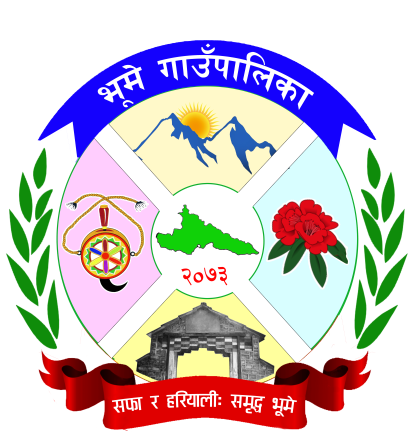 भूमे गाउँपालिका
२०७३
सफा र हरियालीः समृद्ध भूमे